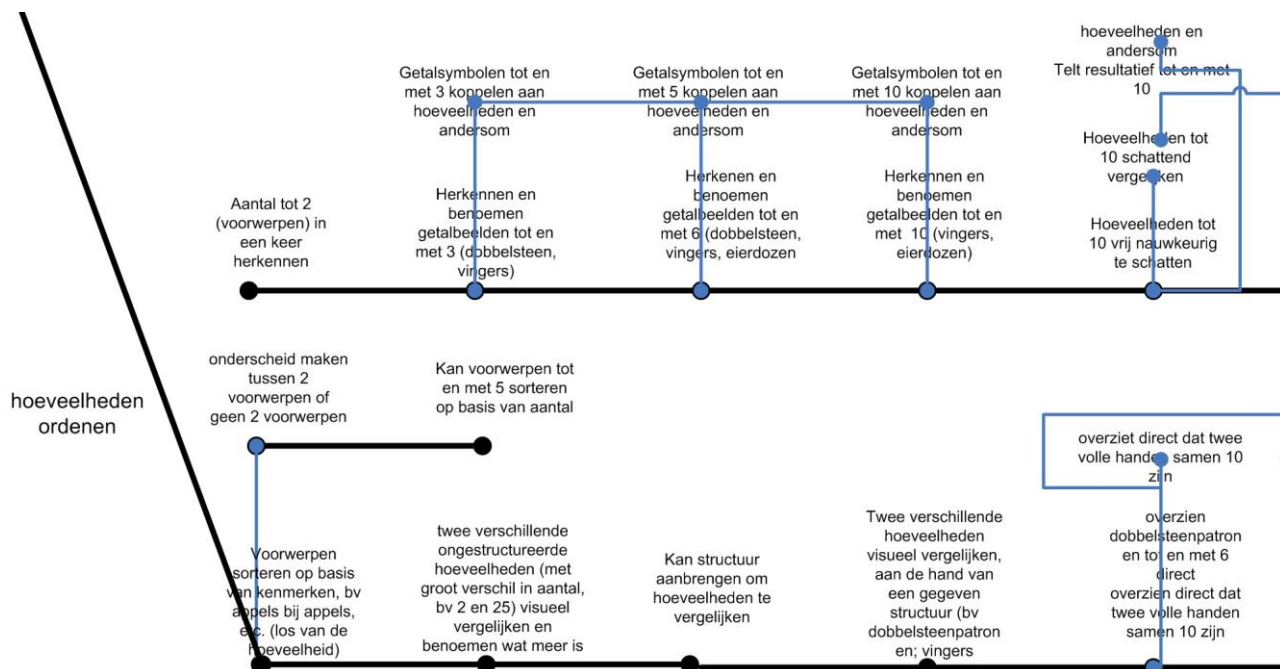 hoeveelheden en
andersom
Telt resultatief tot en met
10
Getalsymbolen tot en
met 3 koppelen aan
hoeveelheden en
andersom
Getalsymbolen tot en
met 5 koppelen aan
hoeveelheden en
andersom
Getalsymbolen tot en
met 10 koppelen aan
hoeveelheden en
andersom
Hoeveelheden tot
10 schattend
vergelijken
Aantal tot 2
(voorwerpen) in
een keer
herkennen
Herkennen en
benoemen
getalbeelden tot en
met 3 (dobbelsteen,
vingers)
Herkenen en
benoemen
getalbeelden tot en
met 6 (dobbelsteen,
vingers, eierdozen
Herkennen en
benoemen
getalbeelden tot en
met 10 (vingers,
eierdozen)
Hoeveelheden tot
10 vrij nauwkeurig
te schatten
hoeveelheden
ordenen
onderscheid maken
tussen 2
voorwerpen of
geen 2 voorwerpen
Kan voorwerpen tot
en met 5 sorteren
op basis van aantal
overziet direct dat twee
volle handen samen 10
zijn
Voorwerpen
sorteren op basis
van kenmerken, bv
appels bij appels,
etc. (los van de
hoeveelheid)
twee verschillende
ongestructureerde
hoeveelheden (met
groot verschil in aantal,
bv 2 en 25) visueel
vergelijken en
benoemen wat meer is
Kan structuur
aanbrengen om
hoeveelheden te
vergelijken
Twee verschillende
hoeveelheden
visueel vergelijken,
aan de hand van
een gegeven
structuur (bv
dobbelsteenpatron
en; vingers
overzien
dobbelsteenpatron
en tot en met 6
direct
overzien direct dat
twee volle handen
samen 10 zijn